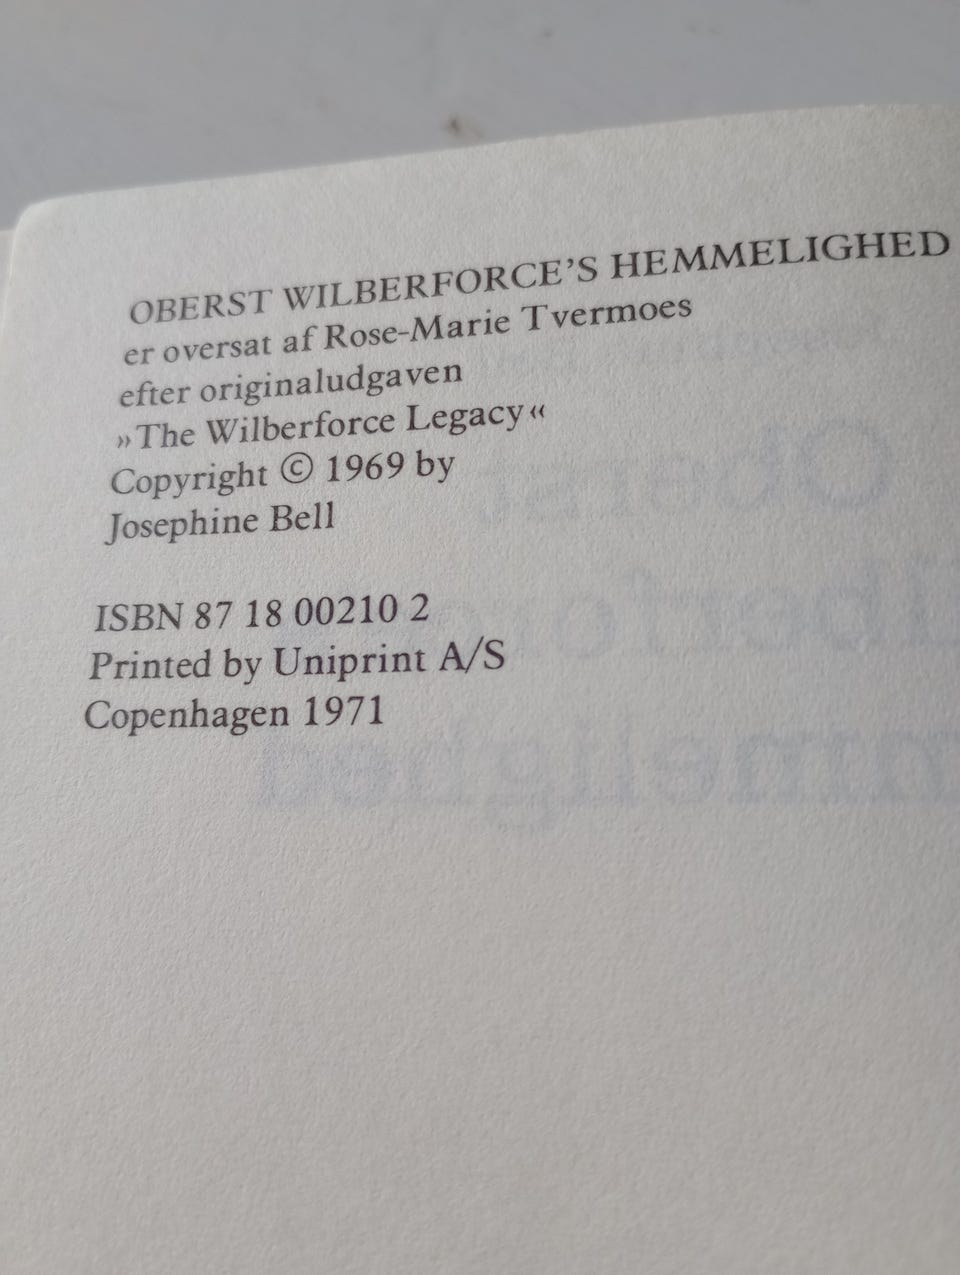 OBERST WILBERFORCE’S HEMMELIGHED
er oversat af Rose-Marie Tvermoes
efter originaludgaven
»The Wilberforce Legacy«
Copyright © 1969 by
Josephine Bell
ISBN 87 18 00210 2
Printed by Uniprint A/S
Copenhagen 1971